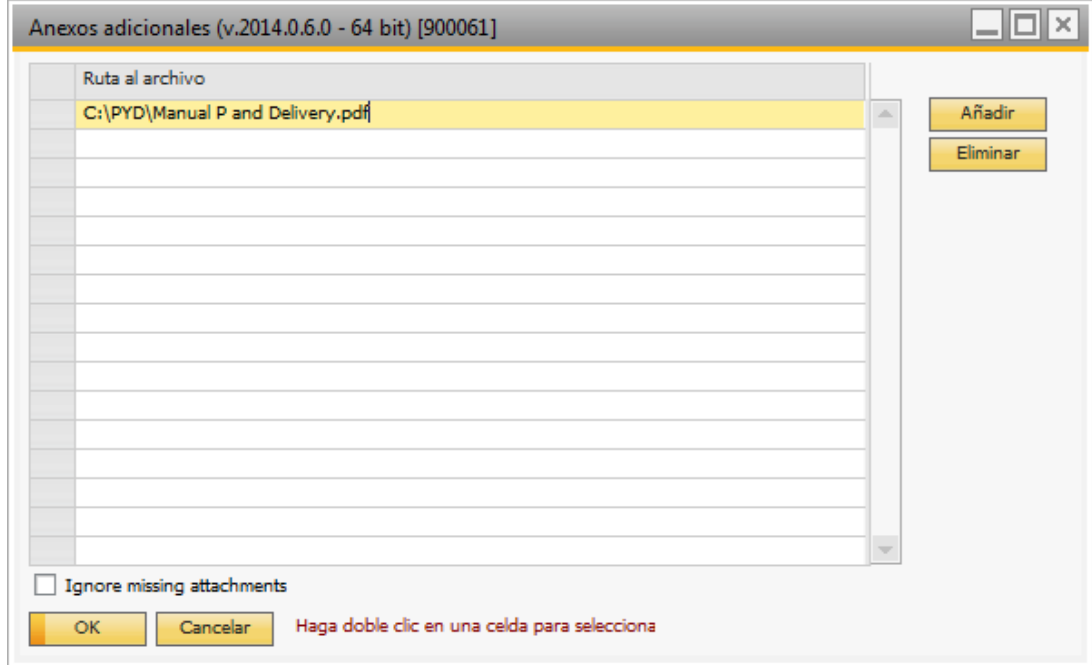 Anexos adicionales (v.2014.0.6.0 - 64 bit) [900061]
Ruta al archivo
C:\PYD\Manual P and Delivery.pdf
Añadir
Eliminar
Ignore missing attachments
OK Cancelar Haga doble clic en una celda para selecciona